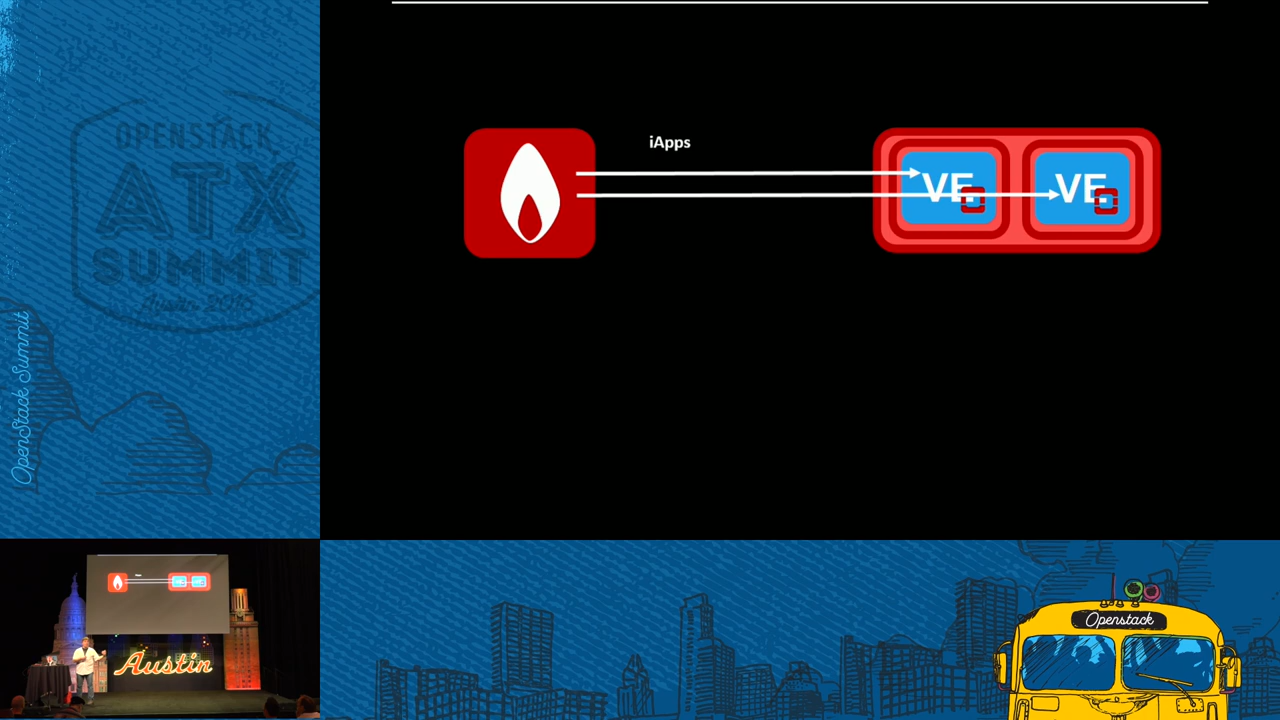 OPENSTACK
ATX
SUMMIT
Austin 2016
OpenStack Summit
iApps
VE
VE
Austin
Openstack